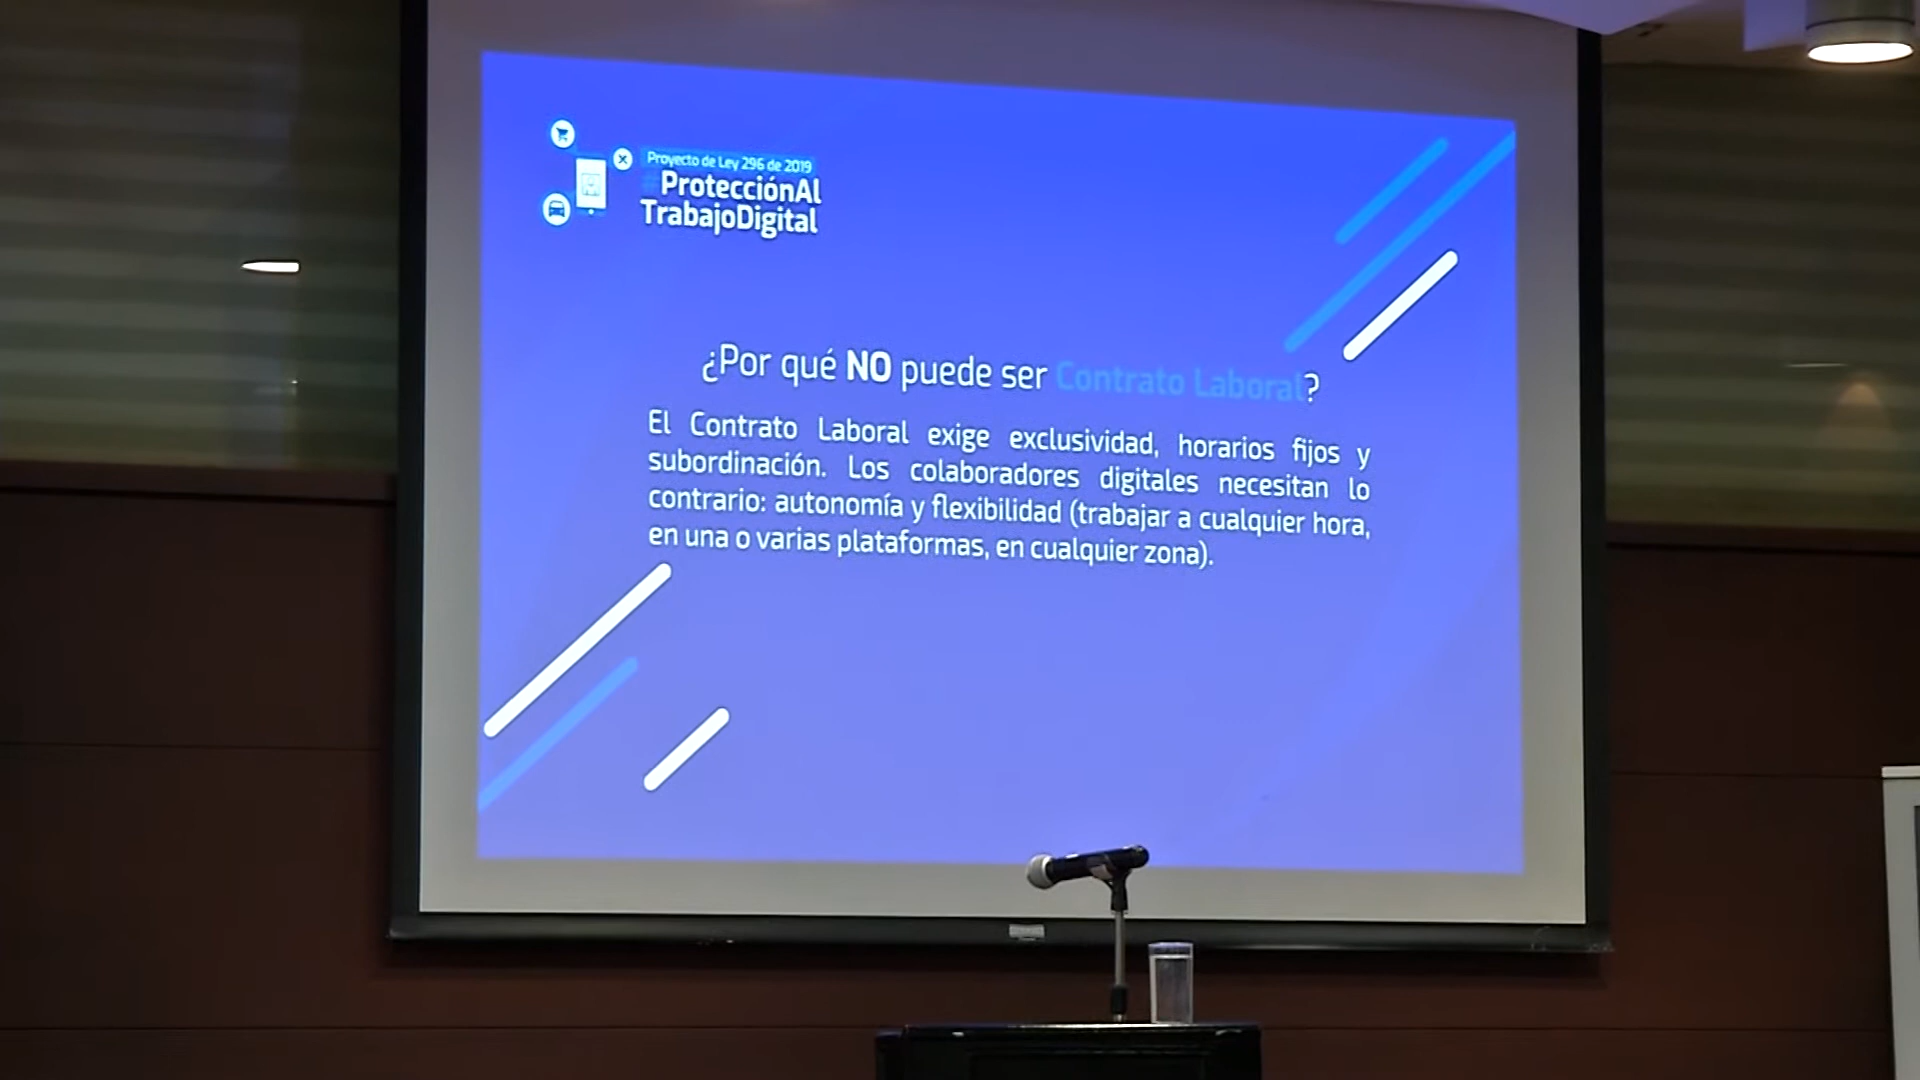 Proyecto de Ley 296 de 2019
#ProtecciónAl
TrabajoDigital
¿Por qué NO puede ser Contrato Laboral?
El Contrato Laboral exige exclusividad, horarios fijos y
subordinación. Los colaboradores digitales necesitan lo
contrario: autonomía y flexibilidad (trabajar a cualquier hora,
en una o varias plataformas, en cualquier zona).